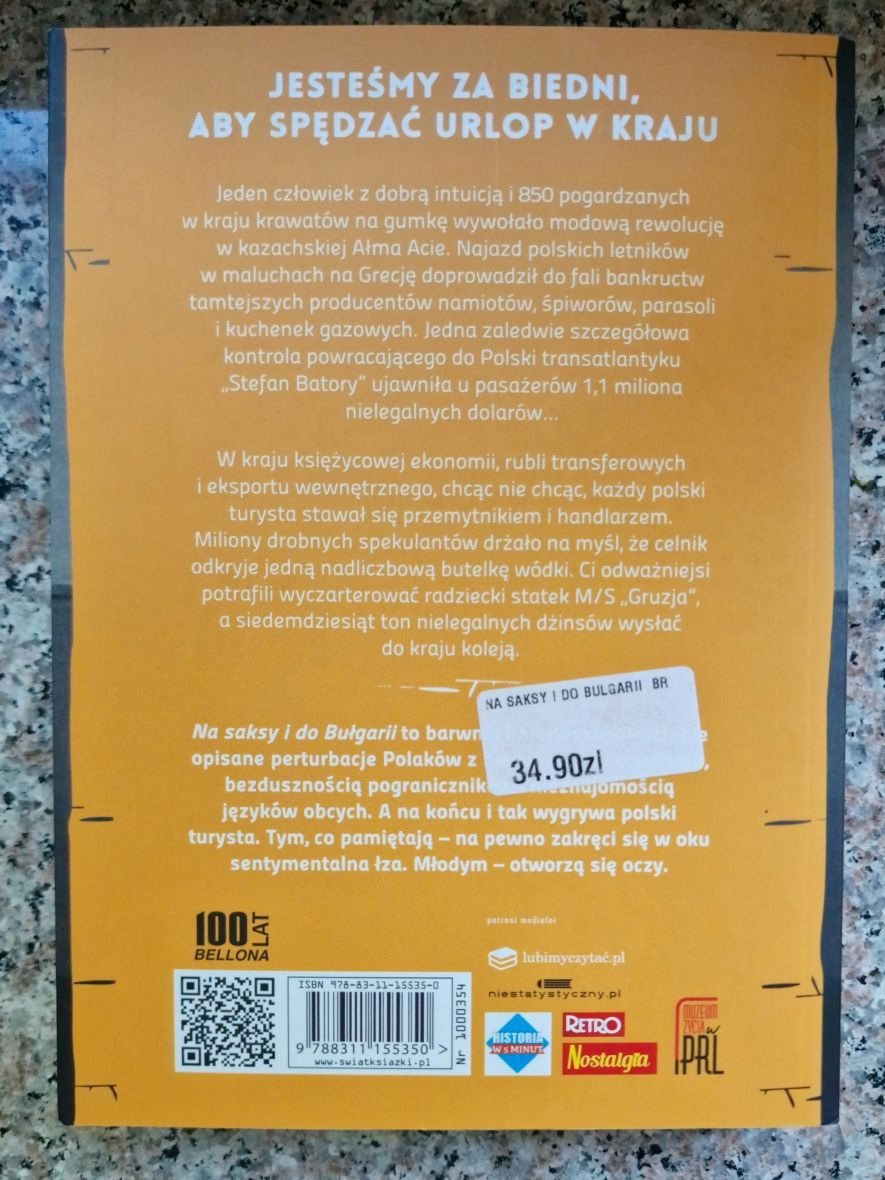 JESTEŚMY ZA BIEDNI,
ABY SPĘDZAĆ URLOP W KRAJU
Jeden człowiek z dobrą intuicją i 850 pogardzanych
w kraju krawatów na gumkę wywołało modową rewolucję
w kazachskiej Ałma Acie. Najazd polskich letników
w maluchach na Grecję doprowadził do fali bankructw
tamtejszych producentów namiotów, śpiworów, parasoli
i kuchenek gazowych. Jedna zaledwie szczegółowa
kontrola powracającego do Polski transatlantyku
„Stefan Batory” ujawniła u pasażerów 1,1 miliona
nielegalnych dolarów...
W kraju księżycowej ekonomii, rubli transferowych
i eksportu wewnętrznego, chcąc nie chcąc, każdy polski
turysta stawał się przemytnikiem i handlarzem.
Miliony drobnych spekulantów drżało na myśl, że celnik
odkryje jedną nadliczbową butelkę wódki. Ci odważniejsi
potrafili wyczarterować radziecki statek M/S „Gruzja”,
a siedemdziesiąt ton nielegalnych dżinsów wysłać
do kraju koleją.
NA SAKSY I DO BULGARII BR
34.90zl
Na saksy i do Bułgarii to
opisane perturbacje Polaków z
bezdusznością
języków obcych. A na końcu i tak wygrywa polski
turysta. Tym, co pamiętają – na pewno zakręci się w oku
sentymentalna łza. Młodym – otworzą się oczy.
100 LAT
BELLONA
patroni medialni
lubimyczytać.pl
niestatystyczny.pl
ISBN 978-83-11-15535-0
9 788311 155350 >
www.swiatksiazki.pl
Nr 1000354
HISTORIA
W 5 MINUT
RETRO
Nostalgia
MUZEUM
ŻYCIA w
PRL